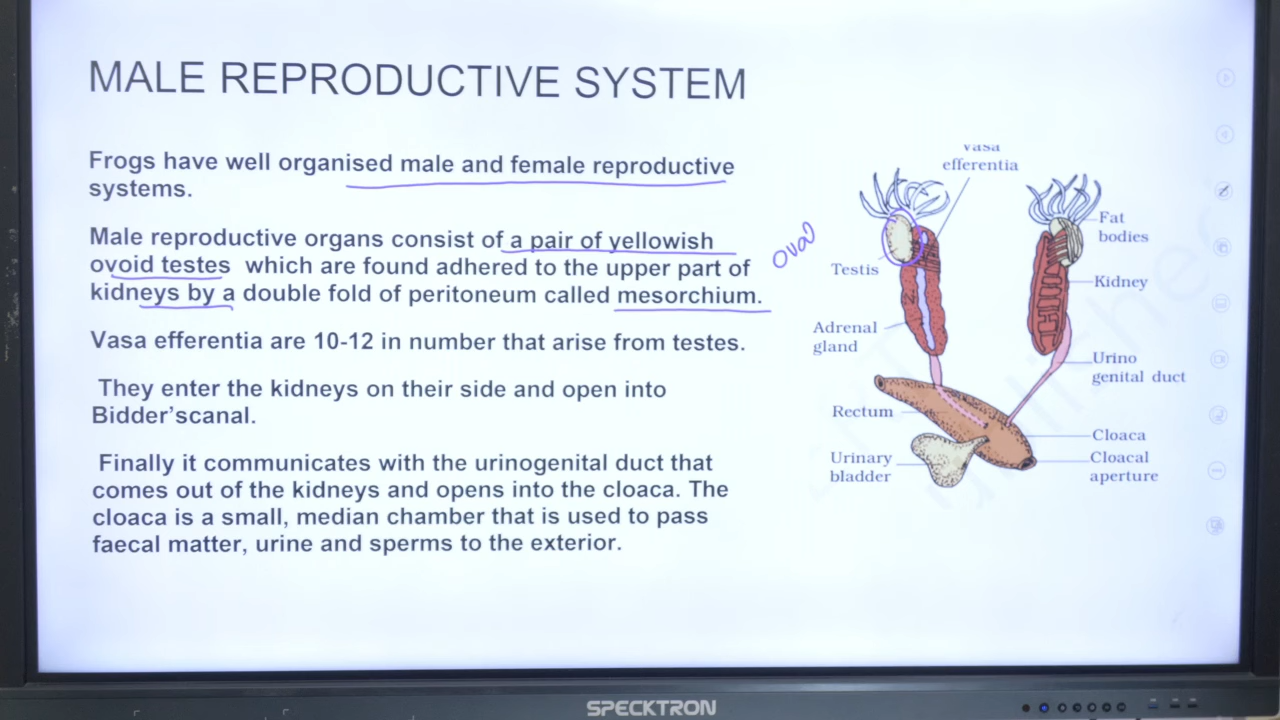 MALE REPRODUCTIVE SYSTEM
Frogs have well organised male and female reproductive
systems.
Male reproductive organs consist of a pair of yellowish
ovoid testes which are found adhered to the upper part of
kidneys by a double fold of peritoneum called mesorchium.
Vasa efferentia are 10-12 in number that arise from testes.
They enter the kidneys on their side and open into
Bidder'scanal.
Finally it communicates with the urinogenital duct that
comes out of the kidneys and opens into the cloaca. The
cloaca is a small, median chamber that is used to pass
faecal matter, urine and sperms to the exterior.
oval
vasa
efferentia
Testis
Adrenal
gland
Rectum
Urinary
bladder
Fat
bodies
Kidney
Urino
genital duct
Cloaca
Cloacal
aperture
SPECKTRON